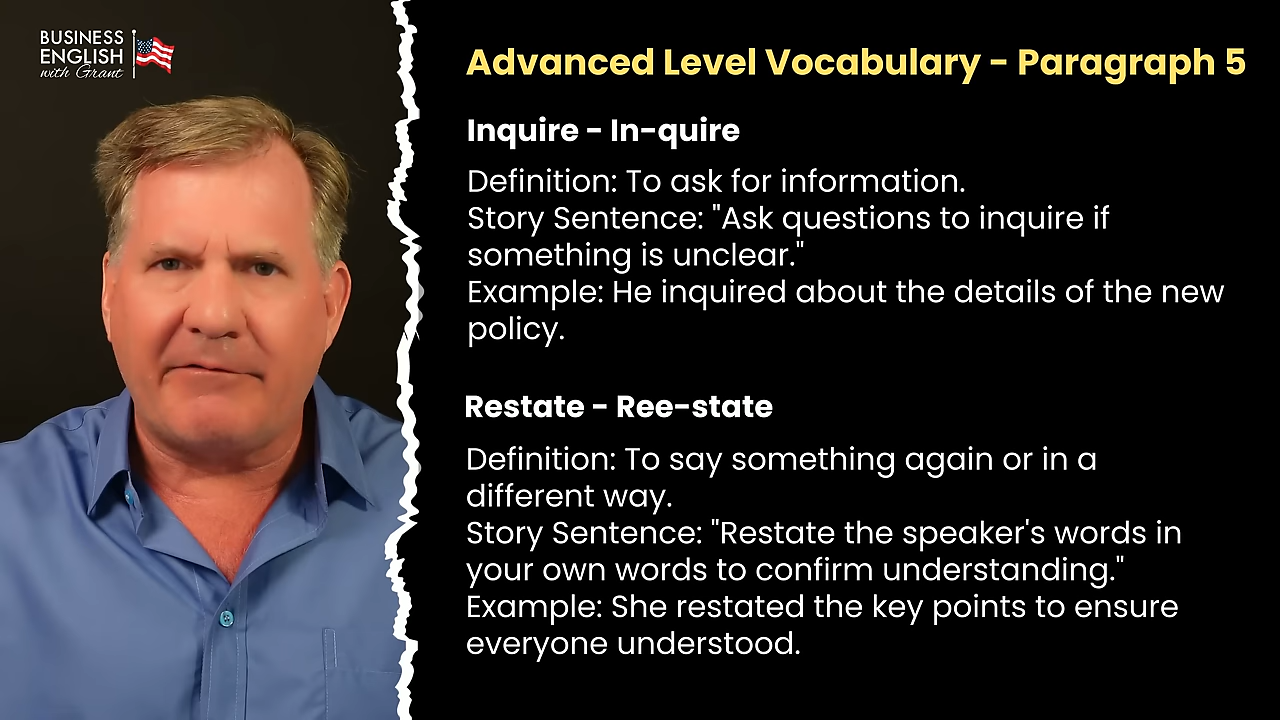 BUSINESS
ENGLISH
with Grant
Advanced Level Vocabulary - Paragraph 5
Inquire - In-quire
Definition: To ask for information.
Story Sentence: "Ask questions to inquire if
something is unclear."
Example: He inquired about the details of the new
policy.
Restate - Ree-state
Definition: To say something again or in a
different way.
Story Sentence: "Restate the speaker's words in
your own words to confirm understanding."
Example: She restated the key points to ensure
everyone understood.